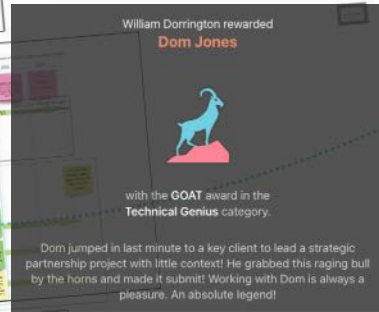 William Dorrington rewarded
Dom Jones
with the GOAT award in the
Technical Genius category.
Dom jumped in last minute to a key client to lead a strategic
partnership project with little context! He grabbed this raging bull
by the horns and made it submit! Working with Dom is always a
pleasure. An absolute legend!